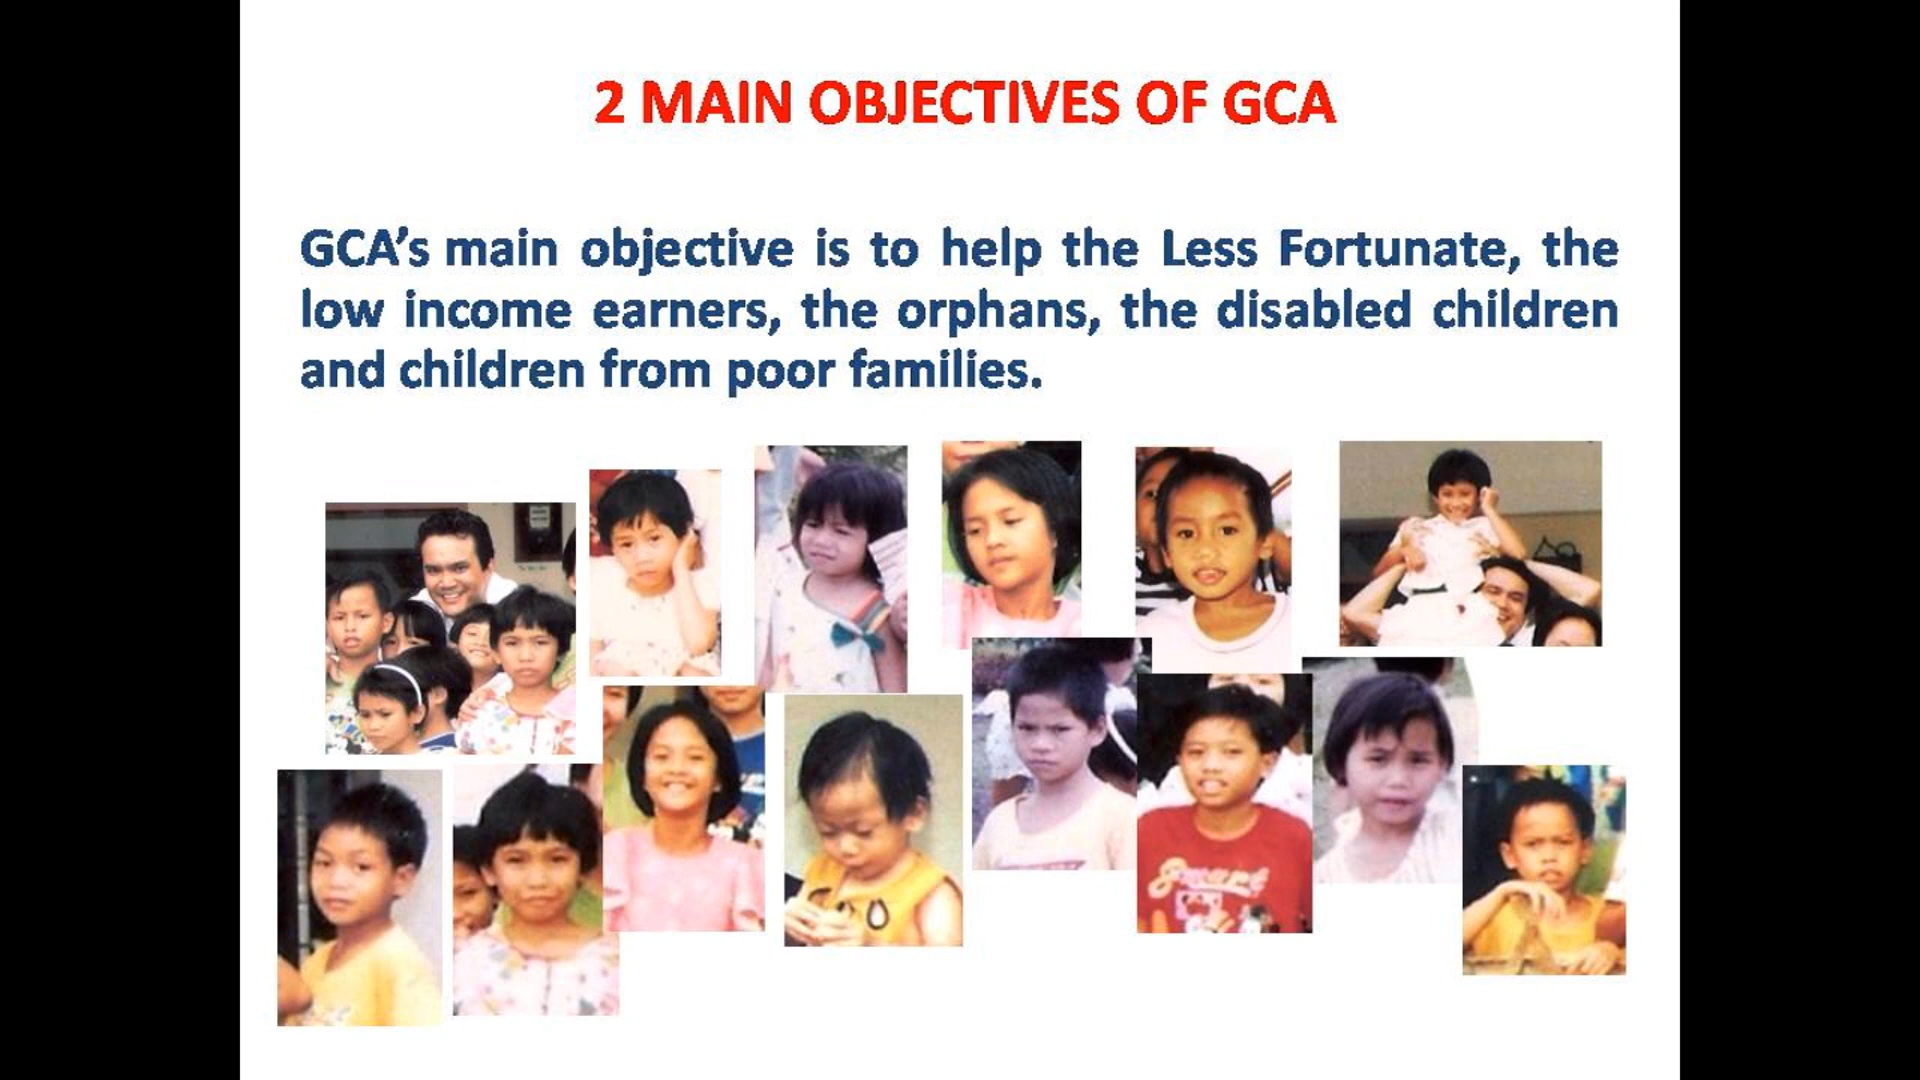 2 MAIN OBJECTIVES OF GCA
GCA's main objective is to help the Less Fortunate, the
low income earners, the orphans, the disabled children
and children from poor families.
Smart